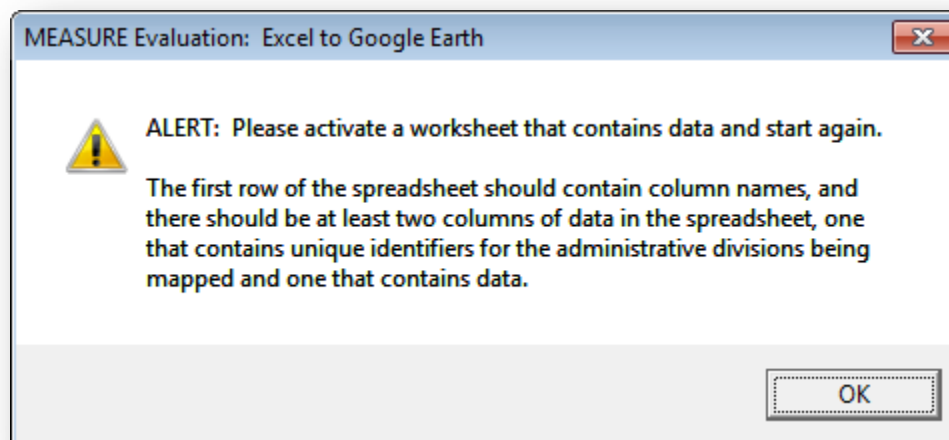 MEASURE Evaluation:  Excel to Google Earth
ALERT:  Please activate a worksheet that contains data and start again.
The first row of the spreadsheet should contain column names, and
there should be at least two columns of data in the spreadsheet, one
that contains unique identifiers for the administrative divisions being
mapped and one that contains data.
OK